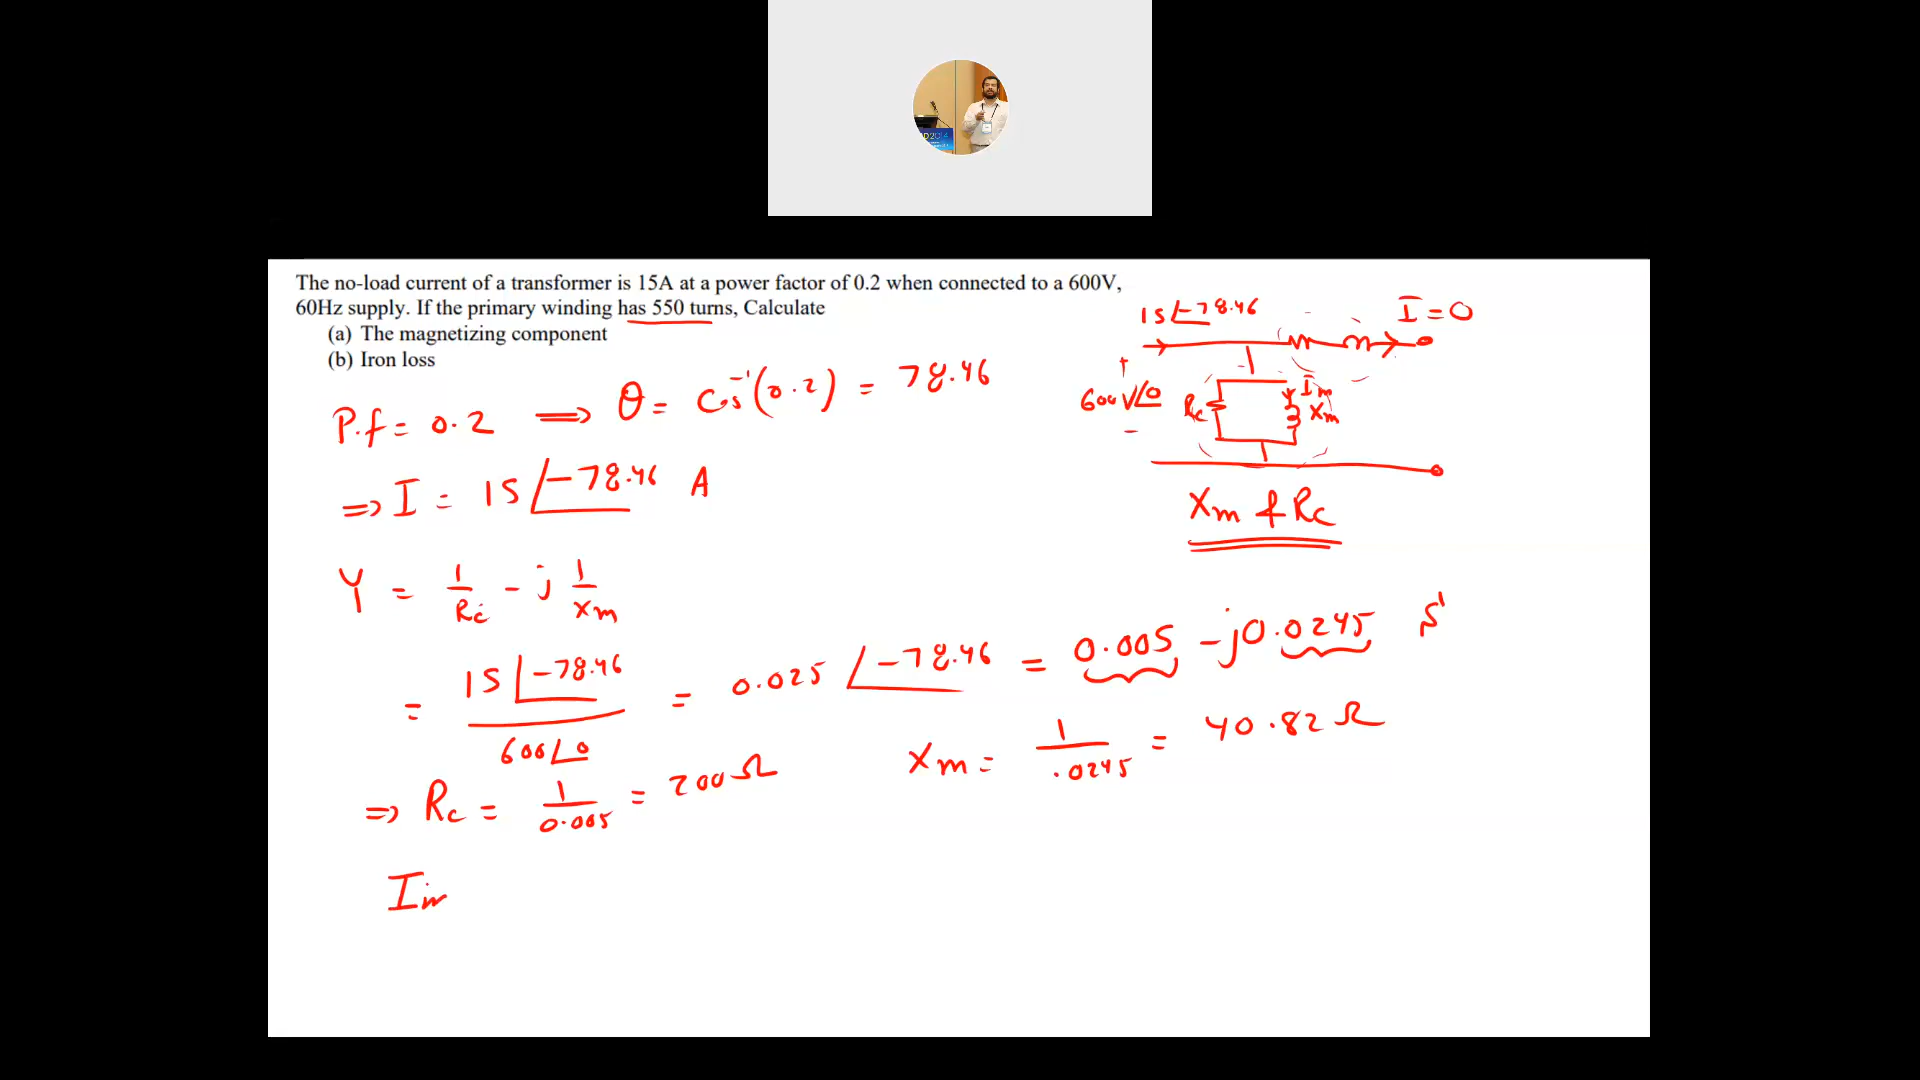 D2014
The no-load current of a transformer is 15A at a power factor of 0.2 when connected to a 600V,
60Hz supply. If the primary winding has 550 turns, Calculate
(a) The magnetizing component
(b) Iron loss
15∠-78.46
I = 0
+
600V∠0
-
Rc
Im
Xm
Xm & Rc
P.f = 0.2 ⟹ θ = Cos⁻¹(0.2) = 78.46
⇒ I = 15∠-78.46 A
Y = 1/Rc - j 1/Xm
= 15∠-78.46 / 600∠0 = 0.025∠-78.46 = 0.005 - j0.0245 S
⇒ Rc = 1/0.005 = 200Ω
Xm = 1/.0245 = 40.82Ω
Im